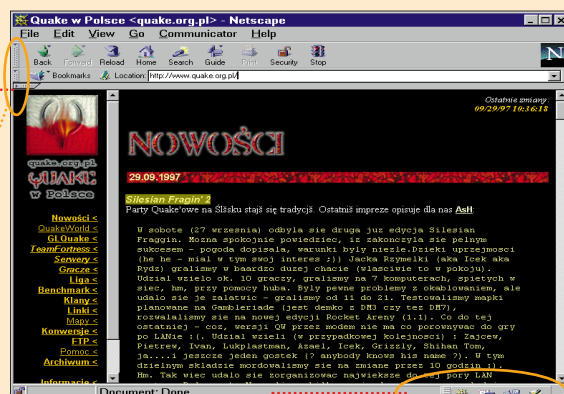 Quake w Polsce <quake.org.pl> - Netscape
File Edit View Go Communicator Help
Back Forward Reload Home Search Guide Print Security Stop
N
Bookmarks Location: http://www.quake.org.pl/
Ostatnie zmiany:
09/29/97 10:36:18
NOWOŚCI
quake.org.pl
QUAKE
w Polsce
29.09.1997
Silesian Fragin' 2
Party Quake'owe na Śląsku stają się tradycją. Ostatnią impreze opisuje dla nas AsH:
Nowości <
QuakeWorld <
GLQuake <
TeamFortress <
Serwery <
Gracze <
Liga <
Benchmark <
Klany <
Linki <
Mapy <
Konwersje <
FTP <
Pomoc <
Archiwum <
Informacje <
W sobote (27 wrzesnia) odbyla sie druga juz edycja Silesian
Fraggin. Mozna spokojnie powiedziec, iz zakonczyla sie pelnym
sukcesem - pogoda dopisala, warunki byly niezle.Dzieki uprzejmosci
(he he - mial w tym swoj interes ;)) Jacka Rzymelki (aka Icek aka
Rydz) gralismy w bardzo duzej chacie (wlasciwie to w pokoju).
Udzial wzielo ok. 10 graczy, gralismy na 7 komputerach, spietych w
siec, hm, przy pomocy huba. Byly pewne problemy z okablowaniem, ale
udalo sie je zalatwic - gralismy od 11 do 21. Testowalismy mapki
planowane na Gambleriade (jest demko z DM3 czy tez DM7),
rozwalalismy sie na nowej edycji Rocket Areny (1.1). Co do tej
ostatniej - coz, wersji QW przez modem nie ma co porownywac do gry
po LANie :(. Udzial wzieli (w przypadkowej kolejnosci) : Zajcew,
Pietrew, Ivan, Lukplastman, Azael, Icek, Grizzly, Shihan Tom,
ja....i jeszcze jeden gostek (? anybody knows his name ?). W tym
dzielnym skladzie mordowalismy sie na zmiane przez 10 godzin ;).
Hm. Tak wiec udalo sie zorganizowac najwieksze do tej pory LAN
Document: Done